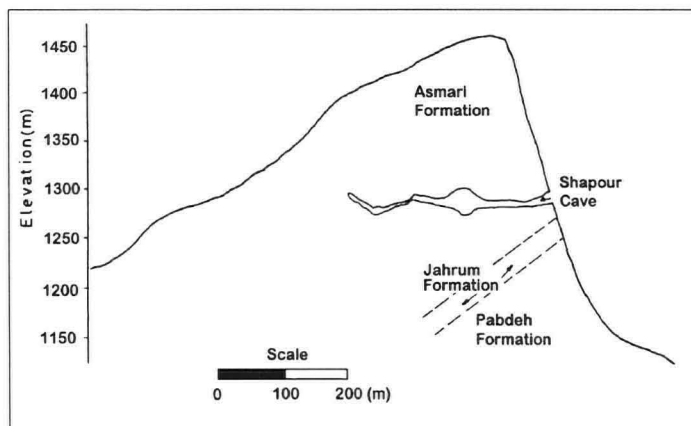 1450
Asmari
Formation
1400
1350
Elevation(m)
1300
Shapour
Cave
1250
Jahrum
Formation
1200
Pabdeh
Formation
1150
Scale
0 100 200 (m)